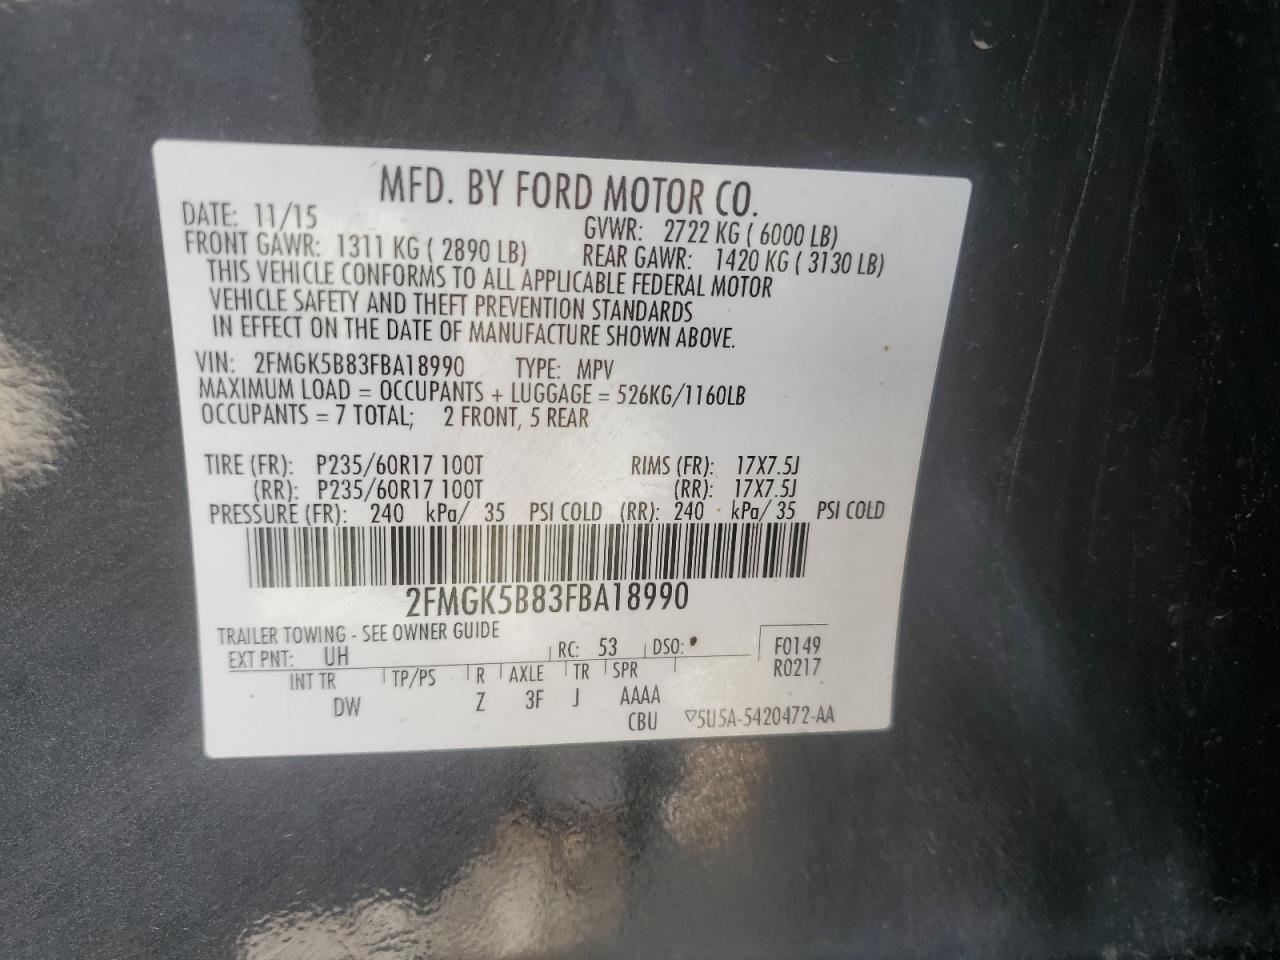 MFD. BY FORD MOTOR CO.
DATE: 11/15 GVWR: 2722 KG ( 6000 LB)
FRONT GAWR: 1311 KG ( 2890 LB) REAR GAWR: 1420 KG ( 3130 LB)
THIS VEHICLE CONFORMS TO ALL APPLICABLE FEDERAL MOTOR
VEHICLE SAFETY AND THEFT PREVENTION STANDARDS
IN EFFECT ON THE DATE OF MANUFACTURE SHOWN ABOVE.
VIN: 2FMGK5B83FBA18990 TYPE: MPV
MAXIMUM LOAD = OCCUPANTS + LUGGAGE = 526KG/1160LB
OCCUPANTS = 7 TOTAL; 2 FRONT, 5 REAR
TIRE (FR): P235/60R17 100T RIMS (FR): 17X7.5J
(RR): P235/60R17 100T (RR): 17X7.5J
PRESSURE (FR): 240 kPa/ 35 PSI COLD (RR): 240 kPa/ 35 PSI COLD
2FMGK5B83FBA18990
TRAILER TOWING - SEE OWNER GUIDE
EXT PNT: UH RC: 53 DSO: F0149
INT TR TP/PS R AXLE TR SPR R0217
DW Z 3F J AAAA
CBU ▽5U5A-5420472-AA